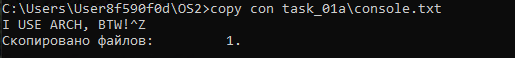 C:\Users\User8f590f0d\OS2>copy con task_01a\console.txt
I USE ARCH, BTW!^Z
Скопировано файлов:         1.